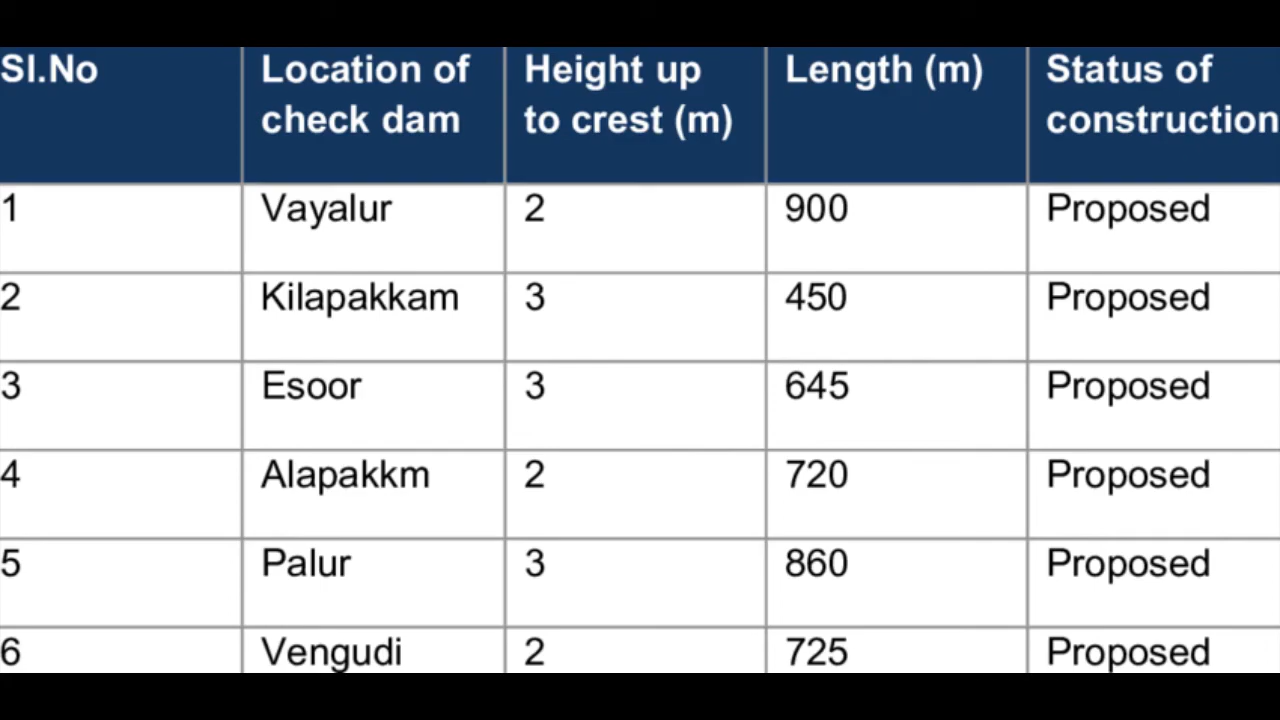 Sl.No Location of check dam Height up to crest (m) Length (m) Status of construction
1 Vayalur 2 900 Proposed
2 Kilapakkam 3 450 Proposed
3 Esoor 3 645 Proposed
4 Alapakkm 2 720 Proposed
5 Palur 3 860 Proposed
6 Vengudi 2 725 Proposed